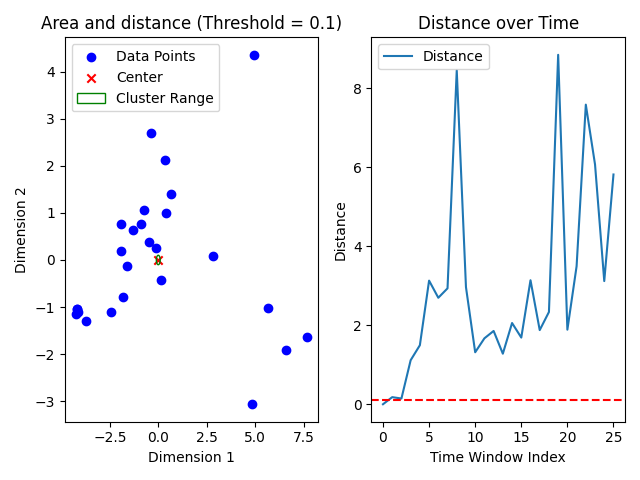 Area and distance (Threshold = 0.1)
Data Points
Center
Cluster Range
4
3
2
1
0
−1
−2
−3
Dimension 2
−2.5
0.0
2.5
5.0
7.5
Dimension 1
Distance over Time
Distance
8
6
4
2
0
Distance
0
5
10
15
20
25
Time Window Index